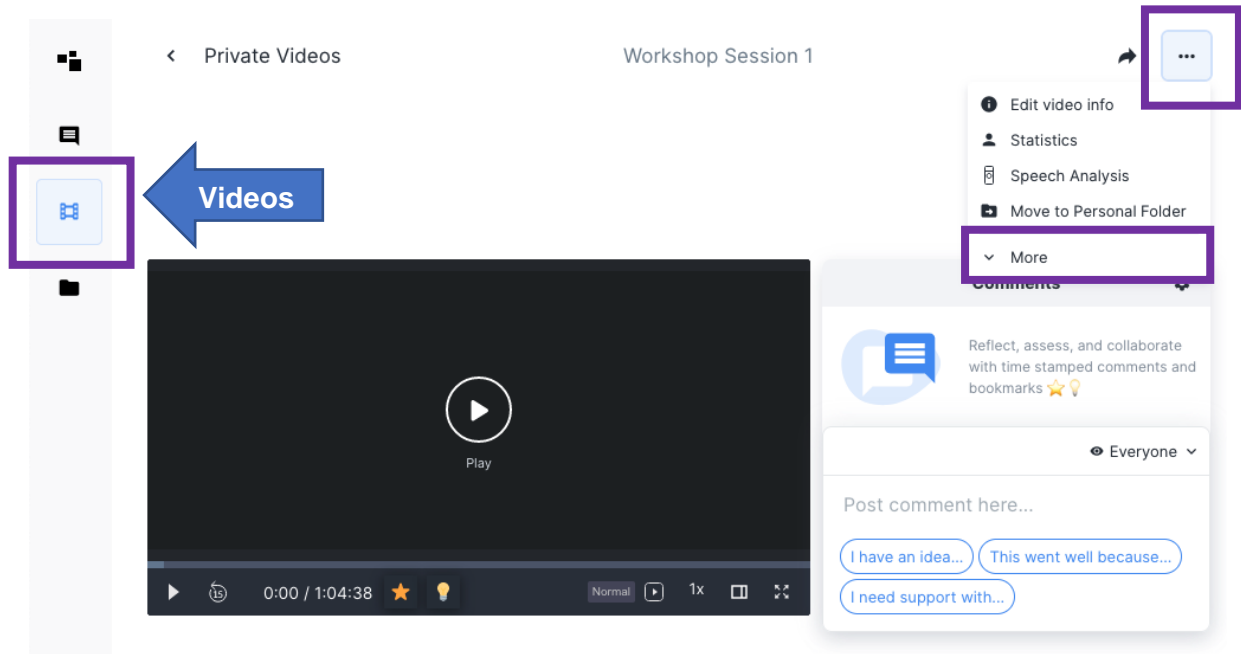 Private Videos
Workshop Session 1
Edit video info
Statistics
Speech Analysis
Move to Personal Folder
More
Videos
Comments
Reflect, assess, and collaborate
with time stamped comments and
bookmarks ⭐💡
Play
Everyone
Post comment here...
I have an idea...
This went well because...
I need support with...
15
0:00 / 1:04:38
Normal
1x